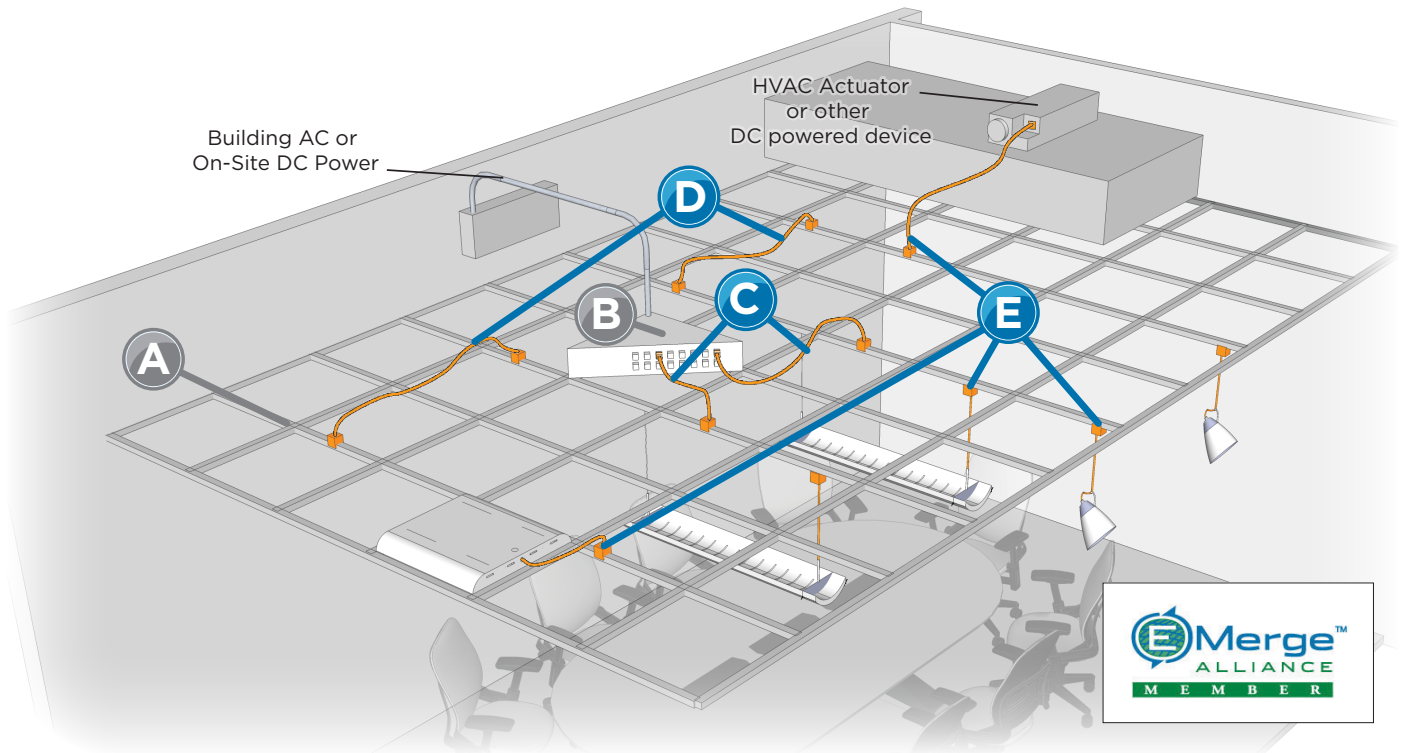 HVAC Actuator
or other
DC powered device
Building AC or
On-Site DC Power
D
C
B
E
A
EMerge™
ALLIANCE
MEMBER